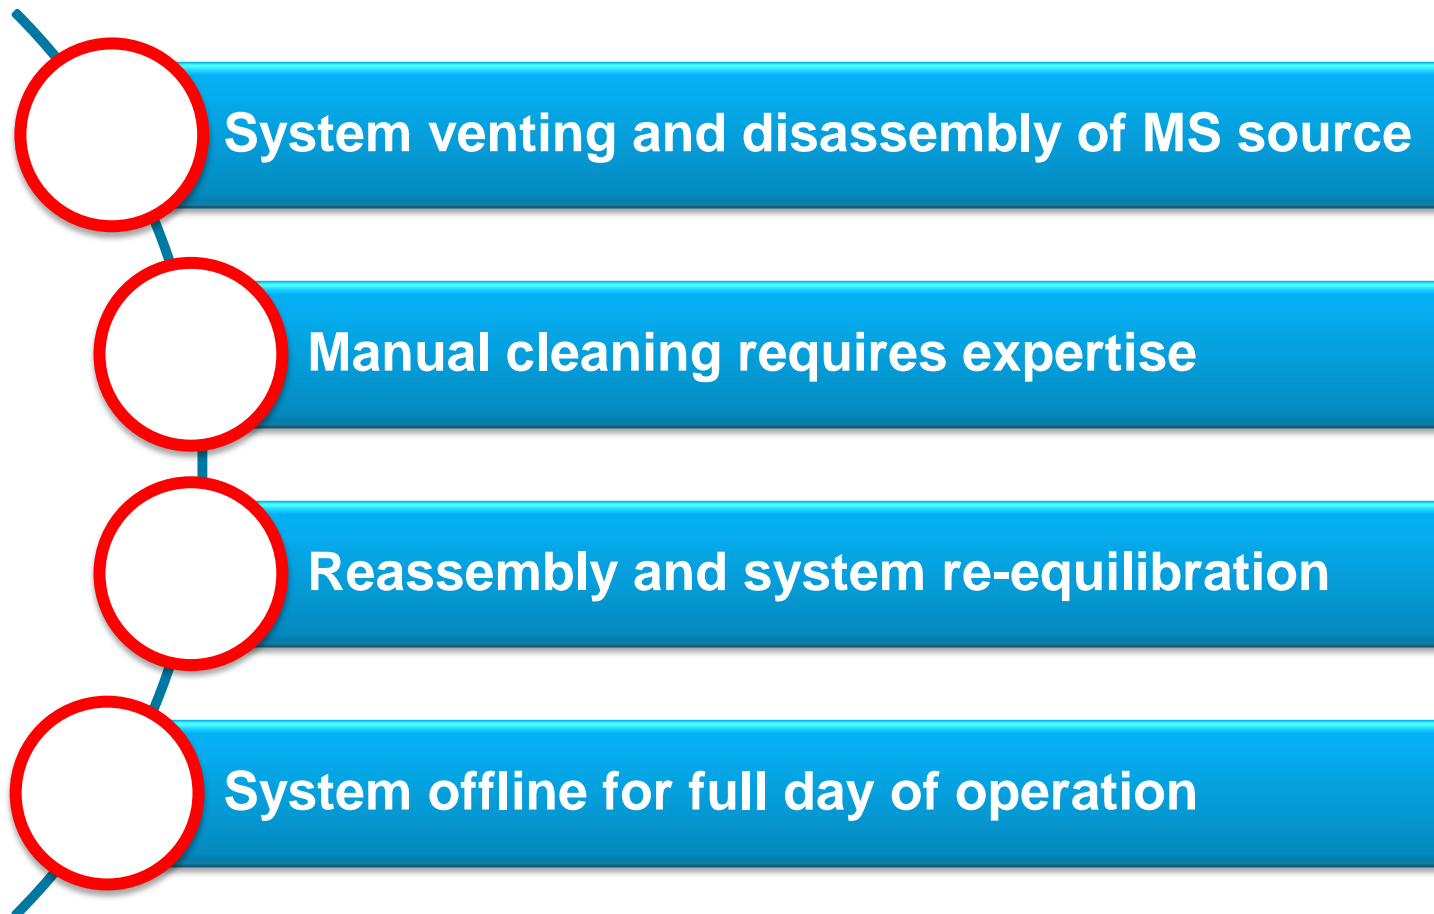 System venting and disassembly of MS source
Manual cleaning requires expertise
Reassembly and system re-equilibration
System offline for full day of operation